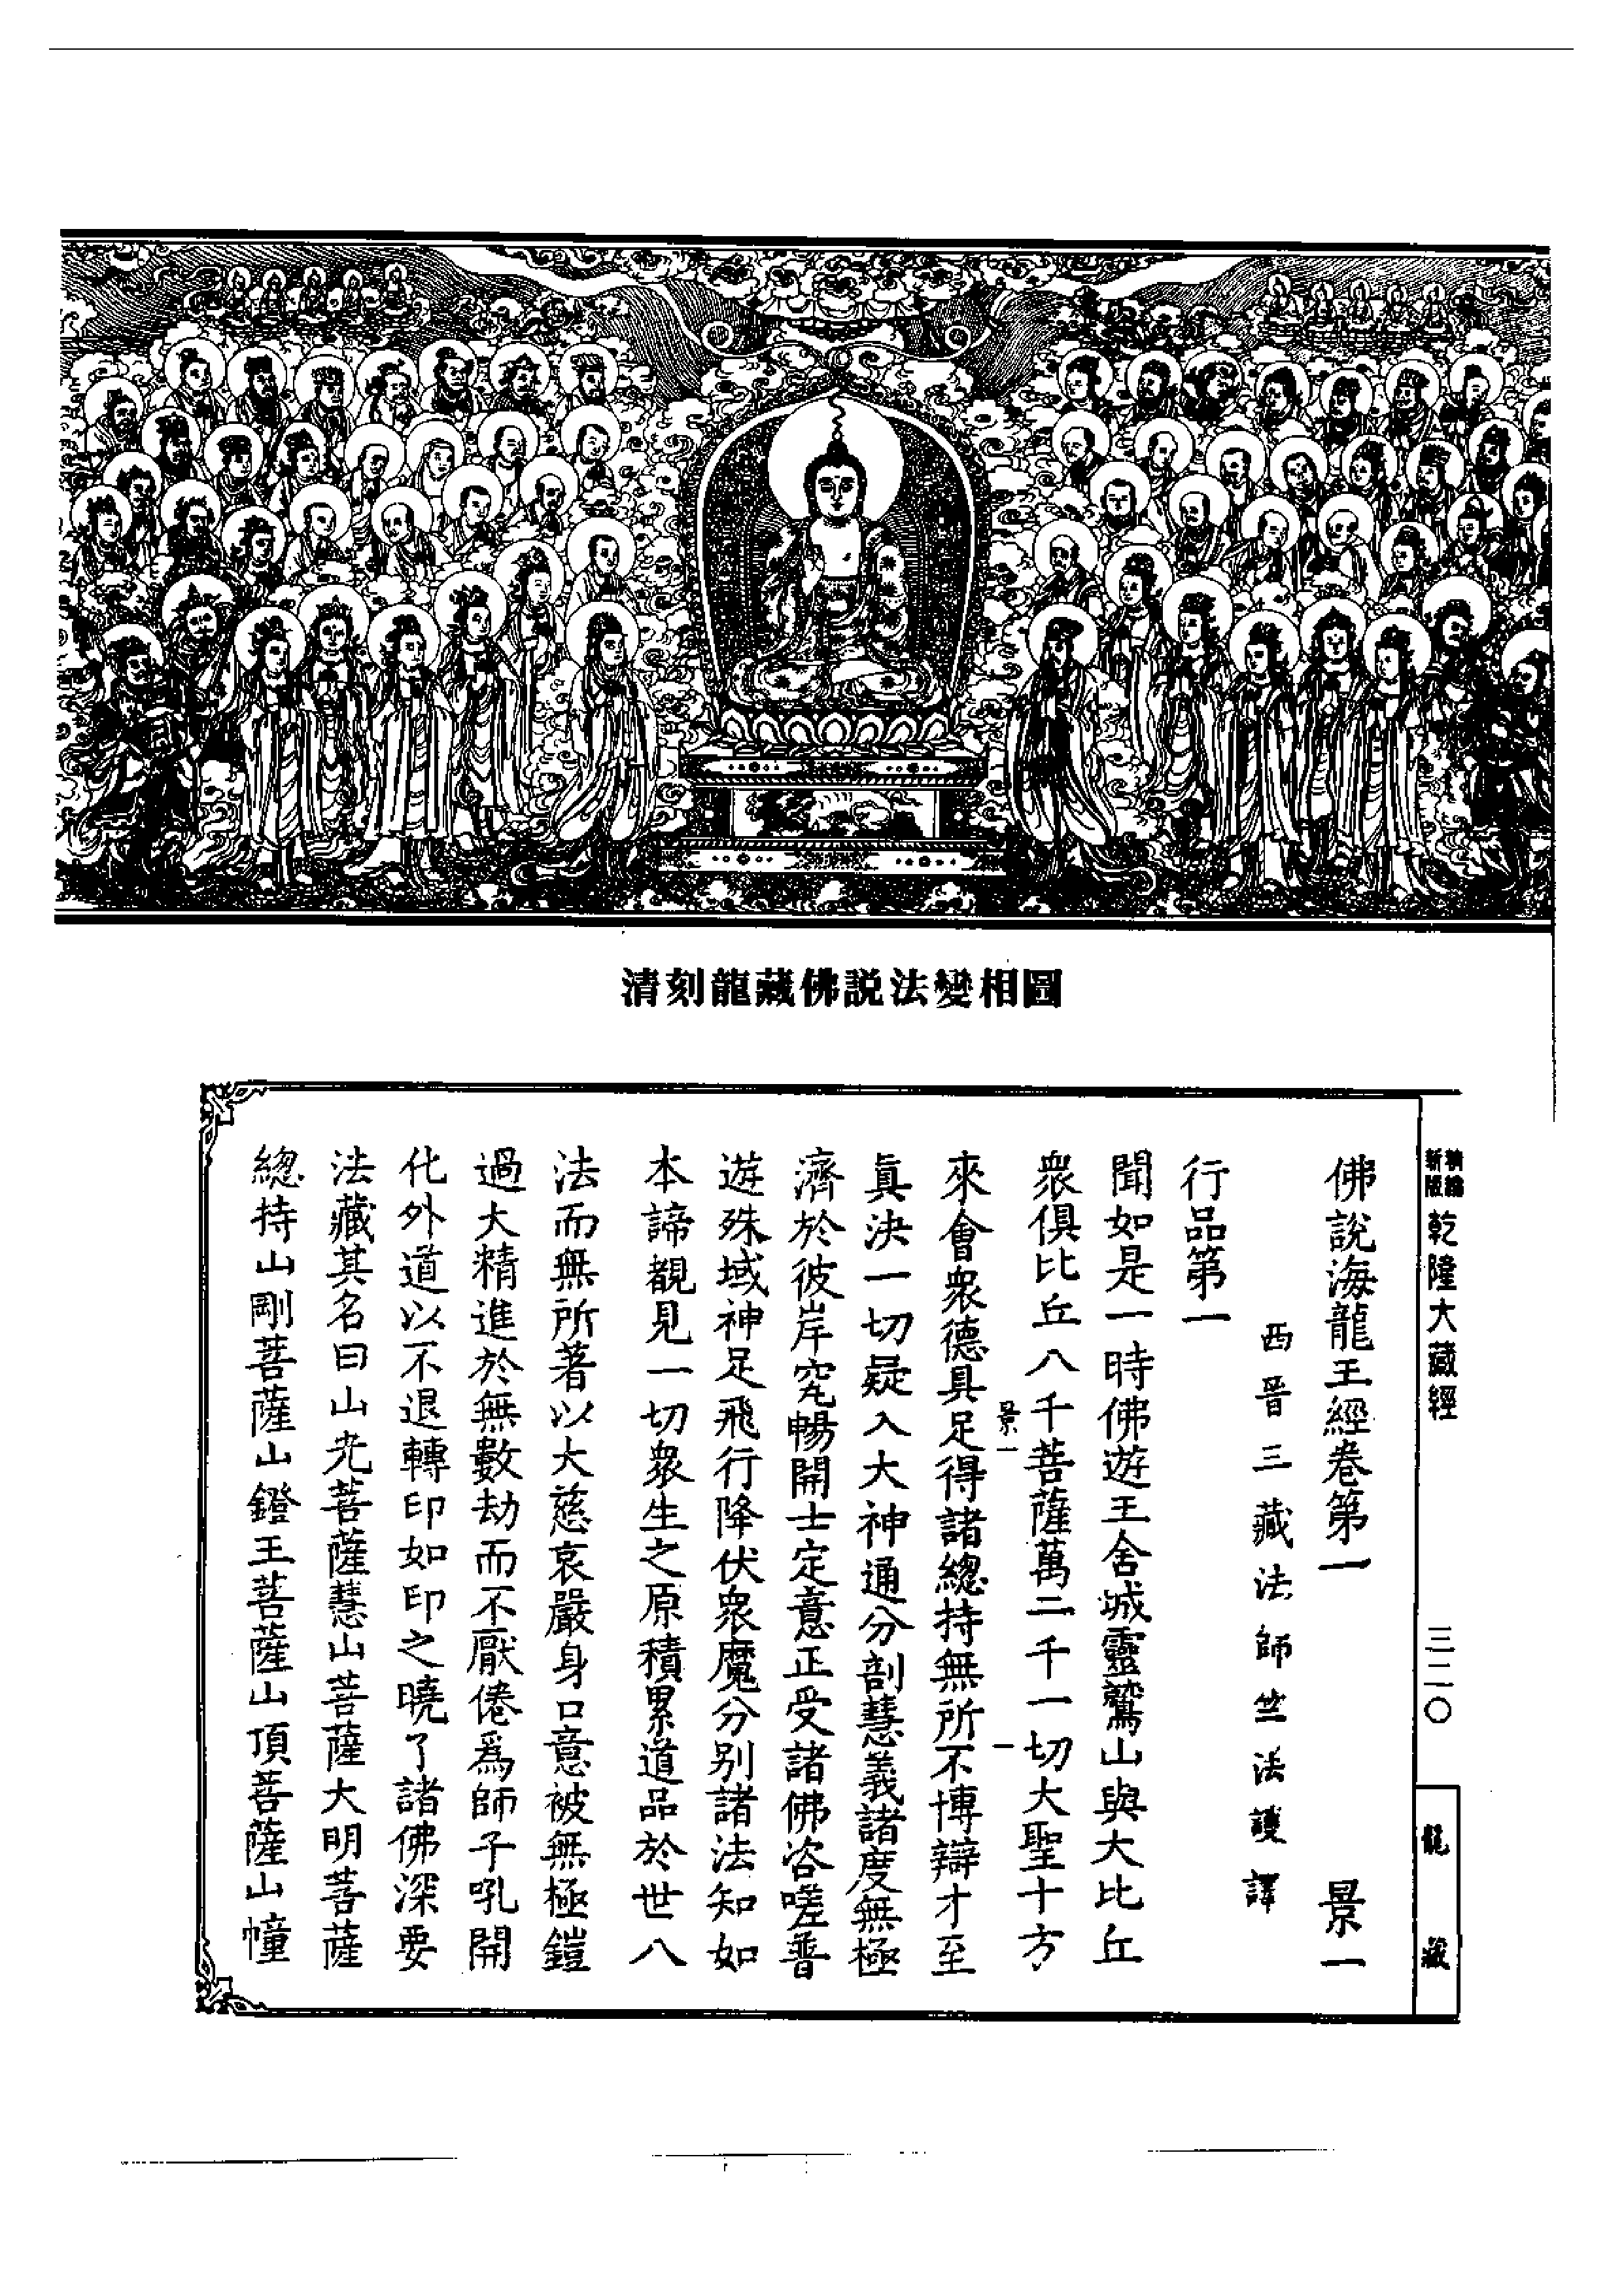 清刻龍藏佛說法變相圖
精編
新版
乾隆大藏經
三二〇
龍藏
佛說海龍王經卷第一 景一
西晉三藏法師竺法護譯
行品第一
聞如是一時佛遊王舍城靈鷲山與大比丘
衆俱比丘八千菩薩萬二千一切大聖十方
景一
一
來會衆德具足得諸總持無所不博辯才至
眞決一切疑入大神通分剖慧義諸度無極
濟於彼岸究暢開士定意正受諸佛咨嗟普
遊殊域神足飛行降伏衆魔分別諸法知如
本諦覩見一切衆生之原積累道品於世八
法而無所著以大慈哀嚴身口意被無極鎧
過大精進於無數劫而不厭倦爲師子吼開
化外道以不退轉印如印之曉了諸佛深要
法藏其名曰山光菩薩慧山菩薩大明菩薩
總持山剛菩薩山鐙王菩薩山頂菩薩山幢